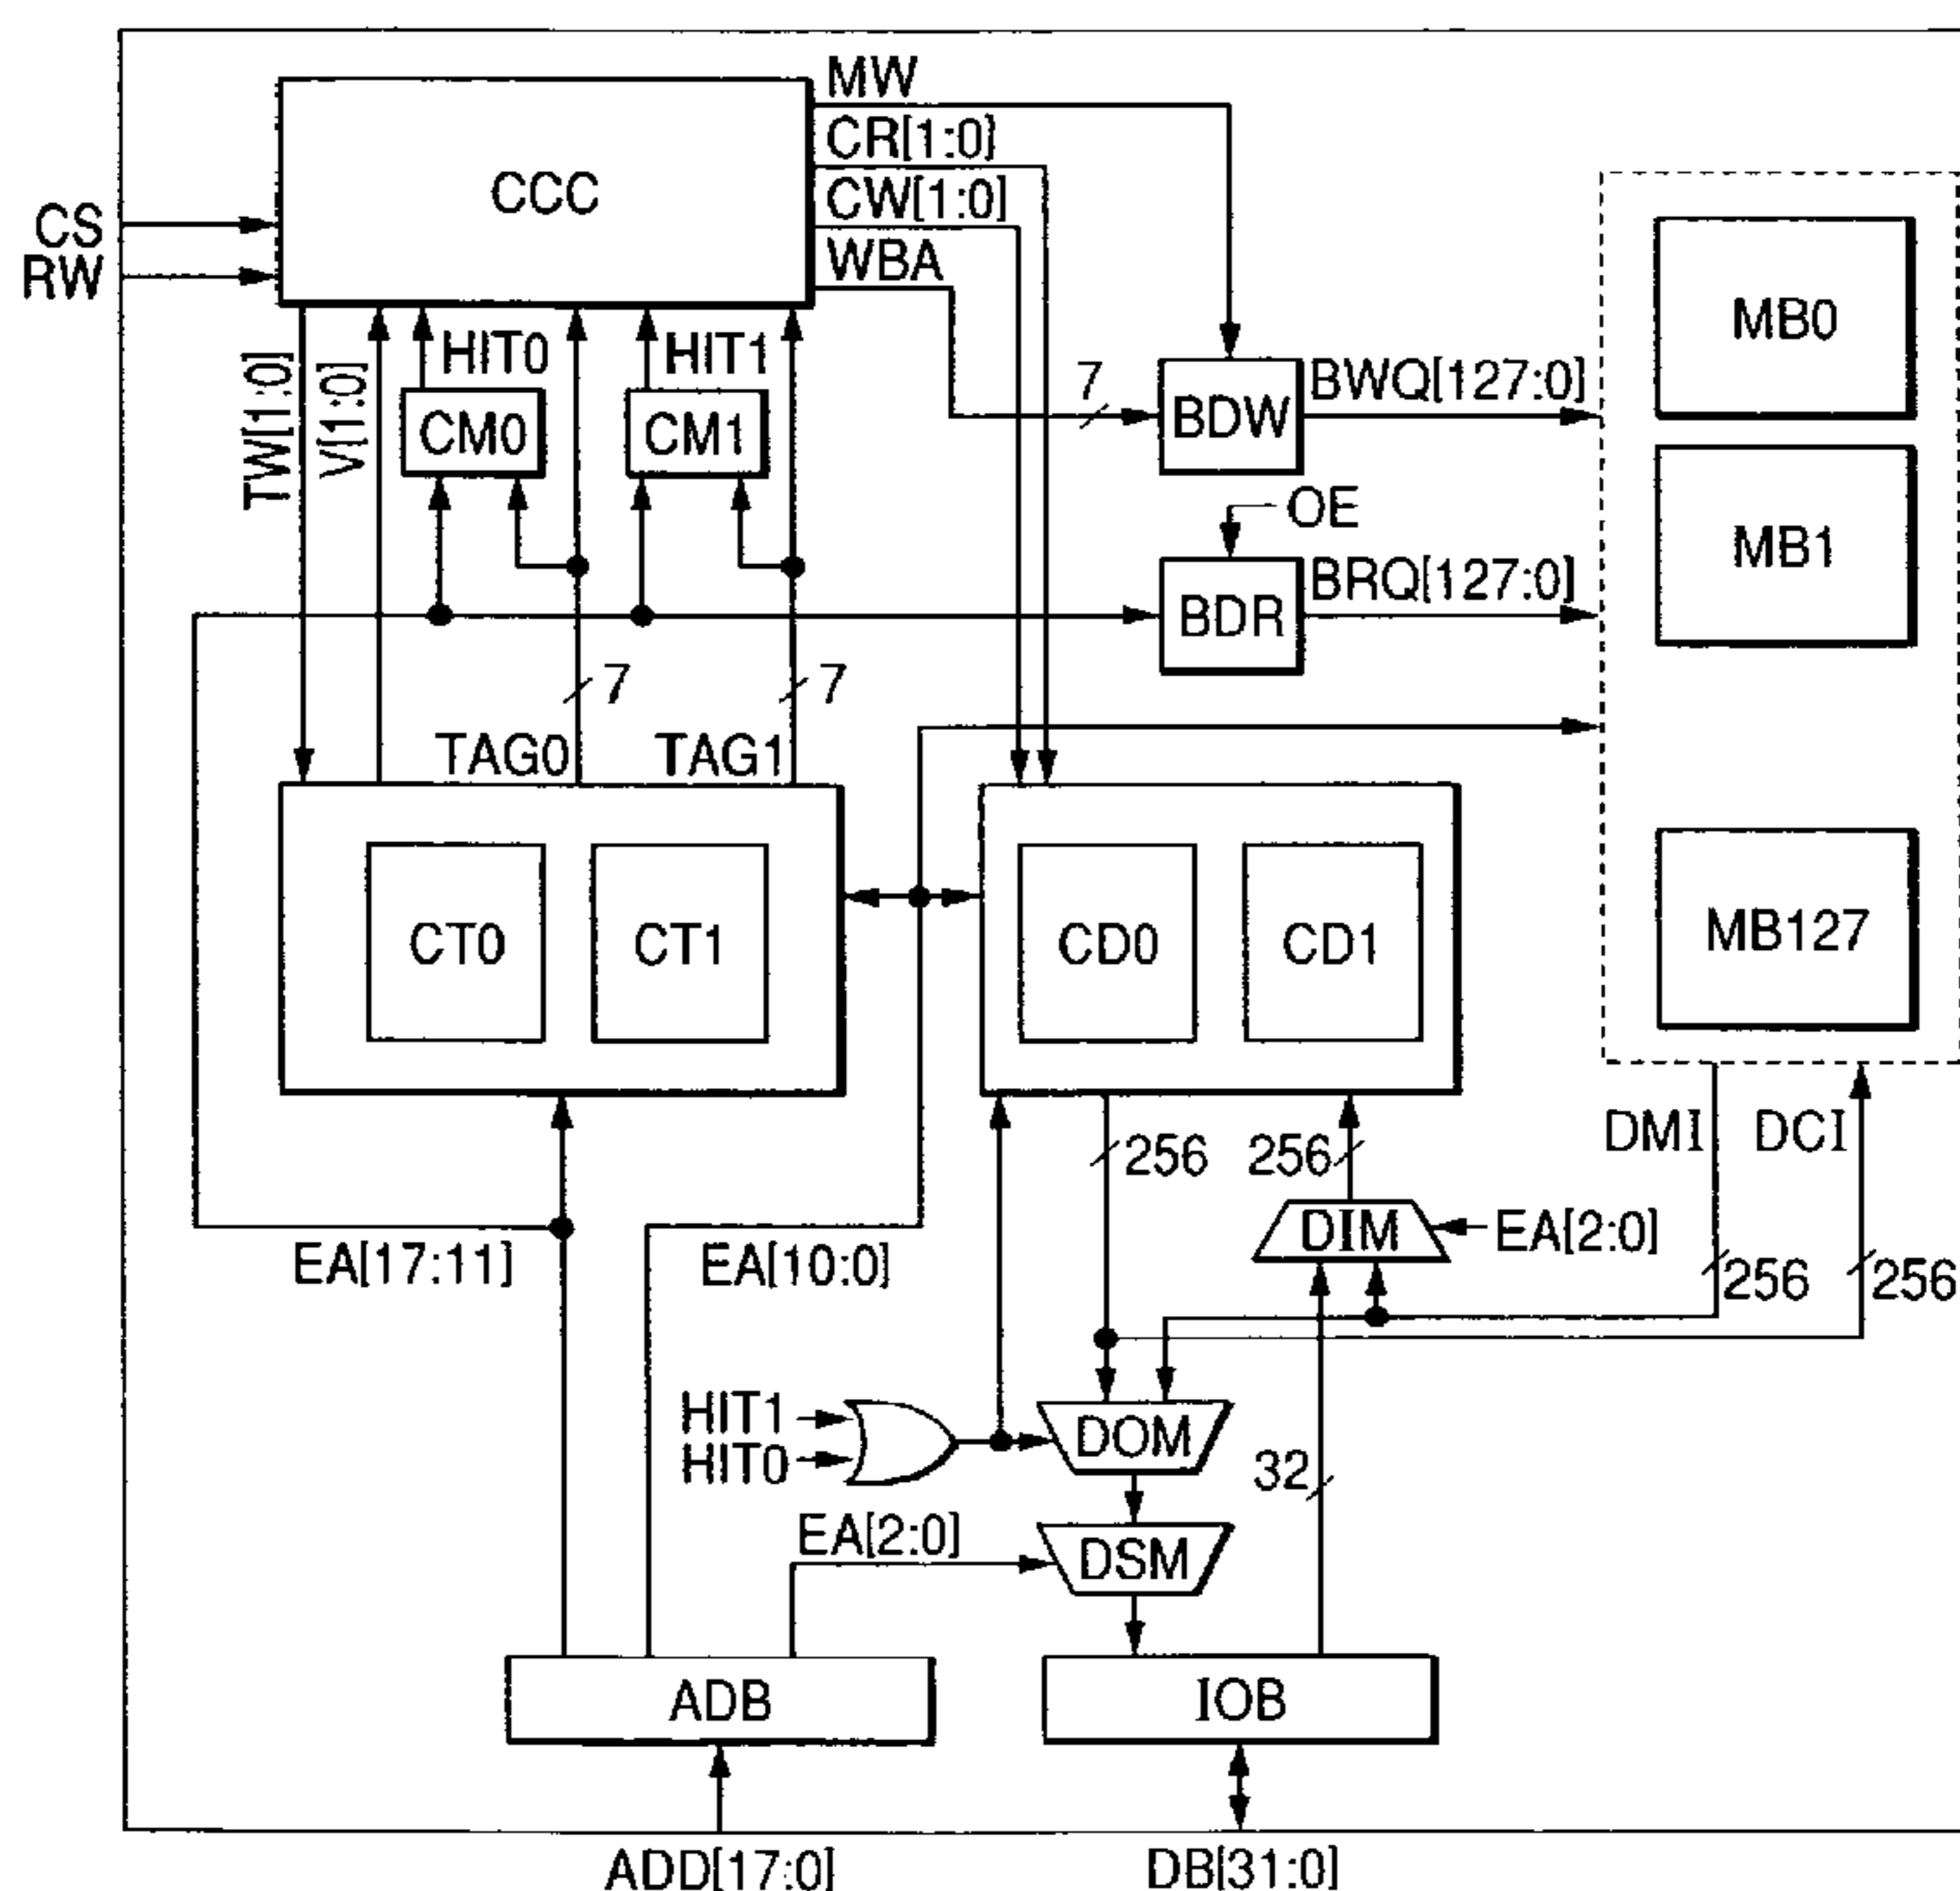 MW
CR[1:0]
CCC
CW[1:0]
CS
WBA
RW
MB0
TW[1:0]
V[1:0]
HIT0
HIT1
7
BWQ[127:0]
CM0
CM1
BDW
OE
MB1
BRQ[127:0]
BDR
7
7
TAG0
TAG1
CT0
CT1
CD0
CD1
MB127
DMI
DCI
256
256
DIM
EA[2:0]
EA[17:11]
EA[10:0]
256
256
HIT1
DOM
HIT0
32
EA[2:0]
DSM
ADB
IOB
ADD[17:0]
DB[31:0]